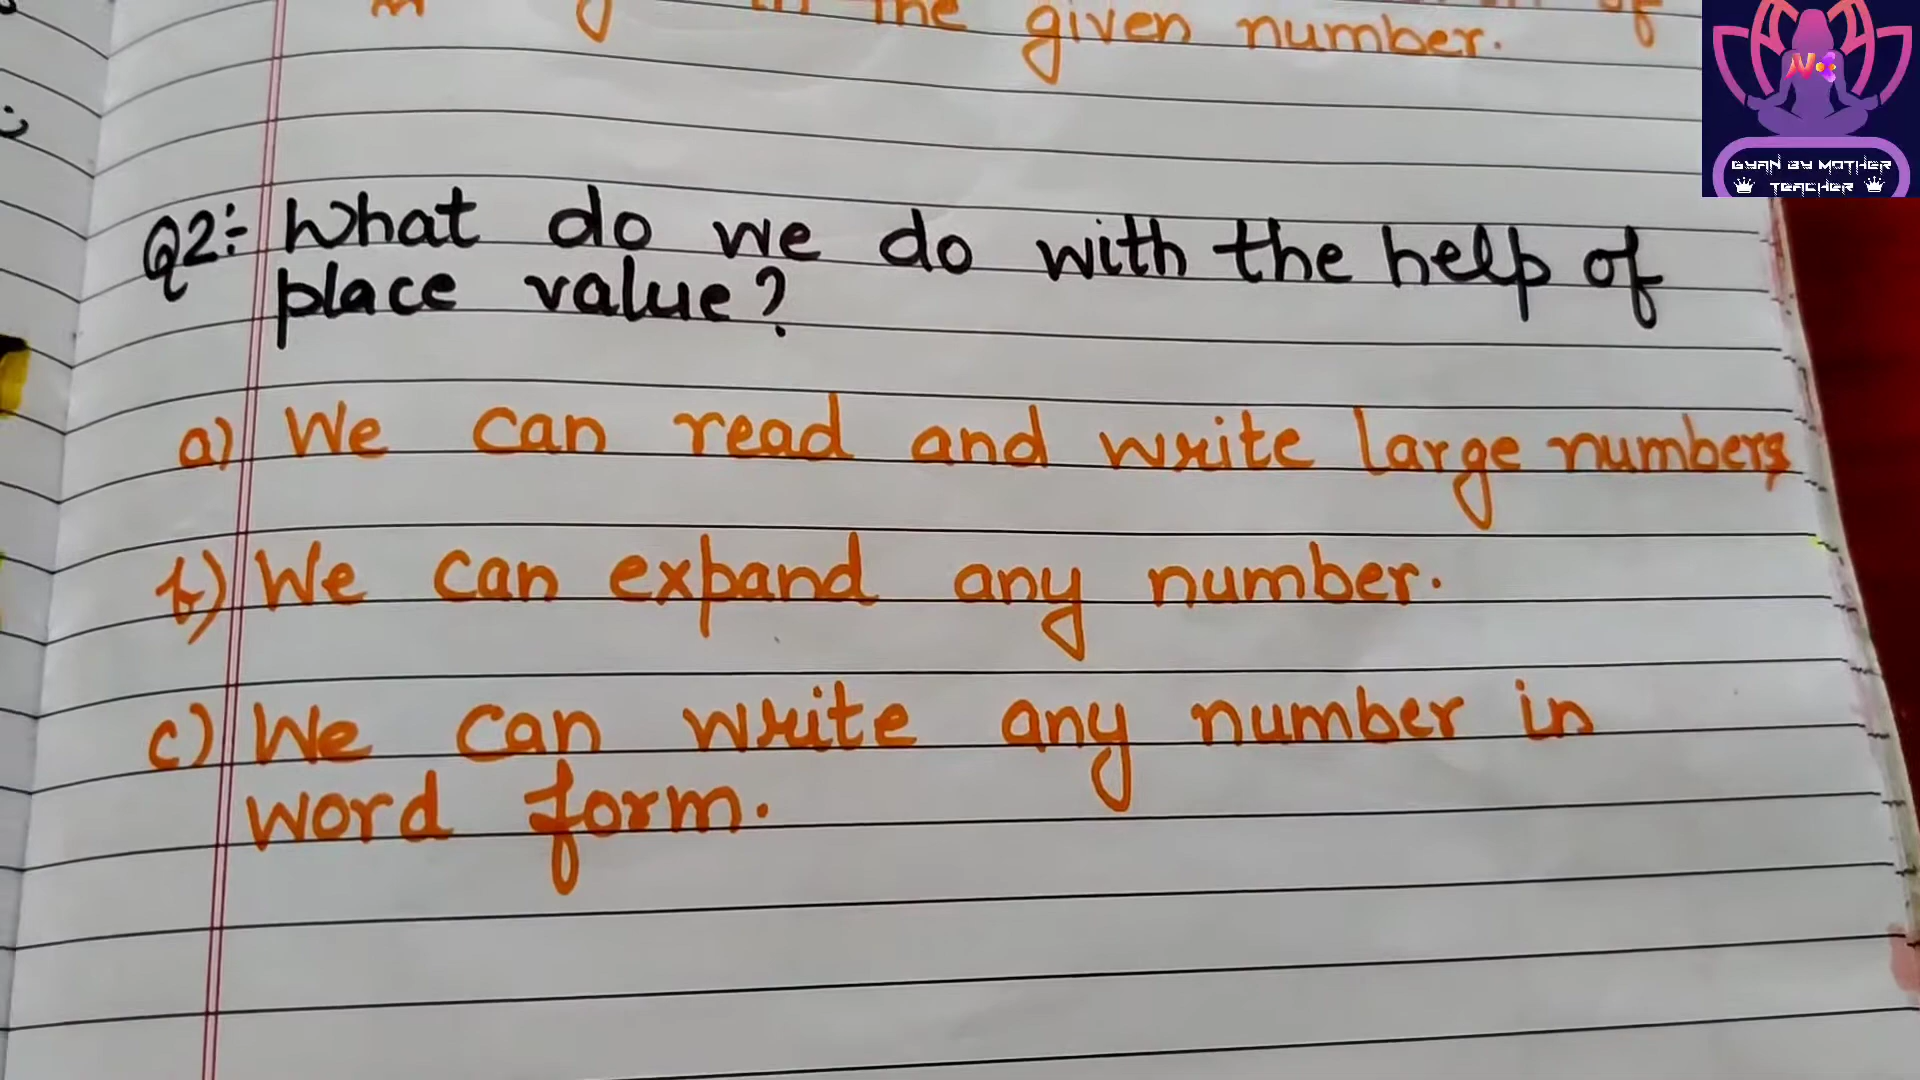 the given number.
Q2:- What do we do with the help of
place value?
a) We can read and write large numbers
b) We can expand any number.
c) We can write any number in
word form.
GYAN BY MOTHER
TEACHER